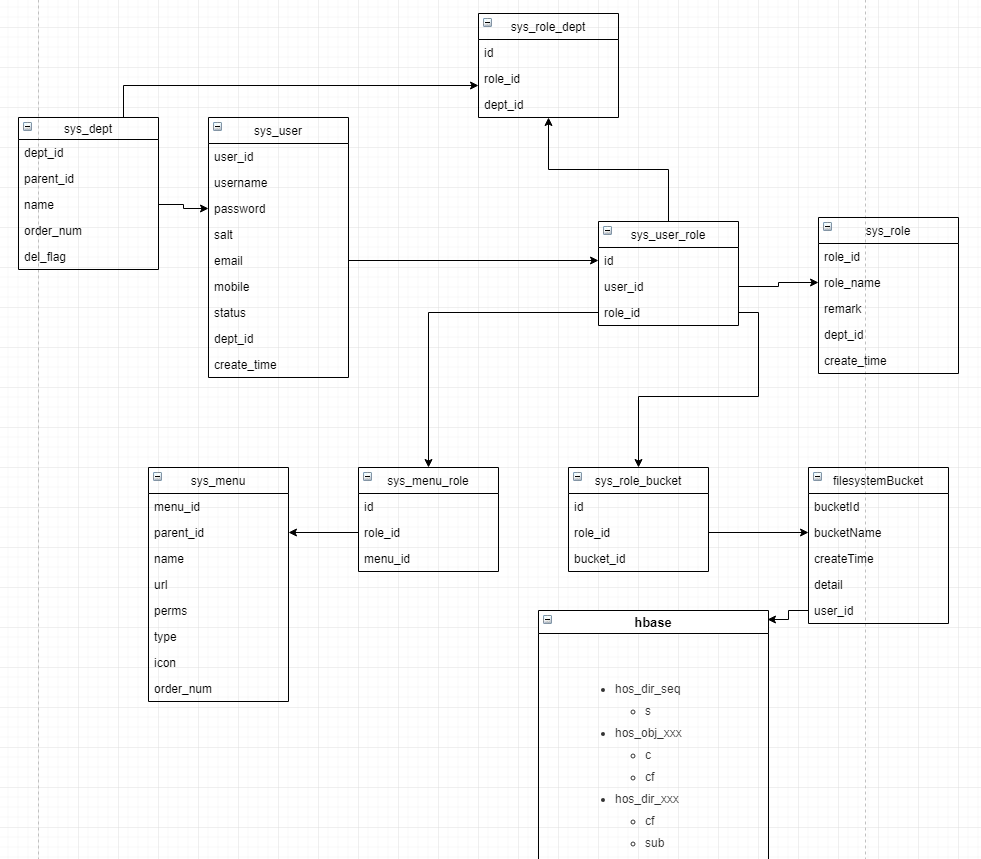 sys_role_dept
id
role_id
dept_id
sys_dept
dept_id
parent_id
name
order_num
del_flag
sys_user
user_id
username
password
salt
email
mobile
status
dept_id
create_time
sys_user_role
id
user_id
role_id
sys_role
role_id
role_name
remark
dept_id
create_time
sys_menu
menu_id
parent_id
name
url
perms
type
icon
order_num
sys_menu_role
id
role_id
menu_id
sys_role_bucket
id
role_id
bucket_id
filesystemBucket
bucketId
bucketName
createTime
detail
user_id
hbase
hos_dir_seq
s
hos_obj_xxx
c
cf
hos_dir_xxx
cf
sub